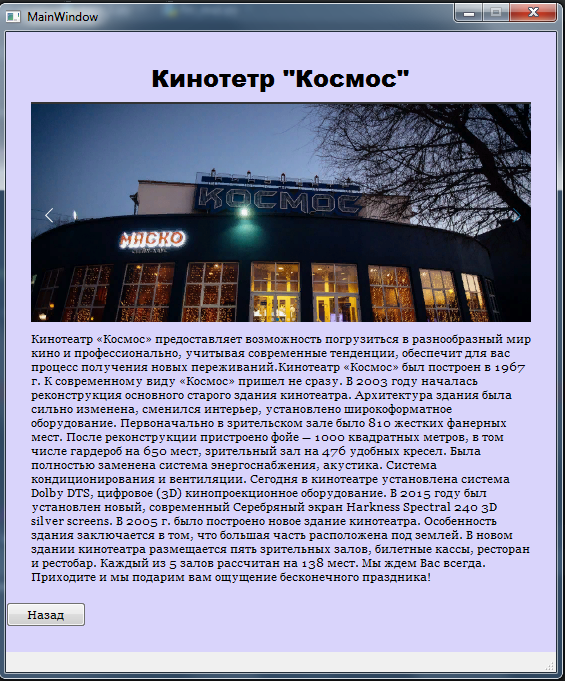 MainWindow
Кинотетр "Космос"
КОСМОС
МЯСКО
Кинотеатр «Космос» предоставляет возможность погрузиться в разнообразный мир
кино и профессионально, учитывая современные тенденции, обеспечит для вас
процесс получения новых переживаний.Кинотеатр «Космос» был построен в 1967
г. К современному виду «Космос» пришел не сразу. В 2003 году началась
реконструкция основного старого здания кинотеатра. Архитектура здания была
сильно изменена, сменился интерьер, установлено широкоформатное
оборудование. Первоначально в зрительском зале было 810 жестких фанерных
мест. После реконструкции пристроено фойе — 1000 квадратных метров, в том
числе гардероб на 650 мест, зрительный зал на 476 удобных кресел. Была
полностью заменена система энергоснабжения, акустика. Система
кондиционирования и вентиляции. Сегодня в кинотеатре установлена система
Dolby DTS, цифровое (3D) кинопроекционное оборудование. В 2015 году был
установлен новый, современный Серебряный экран Harkness Spectral 240 3D
silver screens. В 2005 г. было построено новое здание кинотеатра. Особенность
здания заключается в том, что большая часть расположена под землей. В новом
здании кинотеатра размещается пять зрительных залов, билетные кассы, ресторан
и рестобар. Каждый из 5 залов рассчитан на 138 мест. Мы ждем Вас всегда.
Приходите и мы подарим вам ощущение бесконечного праздника!
Назад